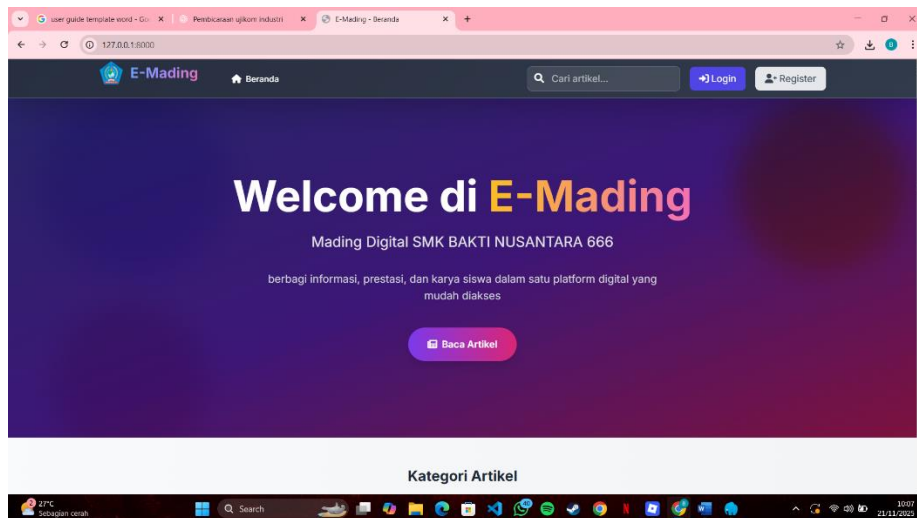 user guide template word - Go
Pembicaraan ujikom industri
E-Mading - Beranda
127.0.0.1:8000
E-Mading
Beranda
Cari artikel...
Login
Register
Welcome di E-Mading
Mading Digital SMK BAKTI NUSANTARA 666
berbagi informasi, prestasi, dan karya siswa dalam satu platform digital yang
mudah diakses
Baca Artikel
Kategori Artikel
27°C
Sebagian cerah
Search
10:07
21/11/2025